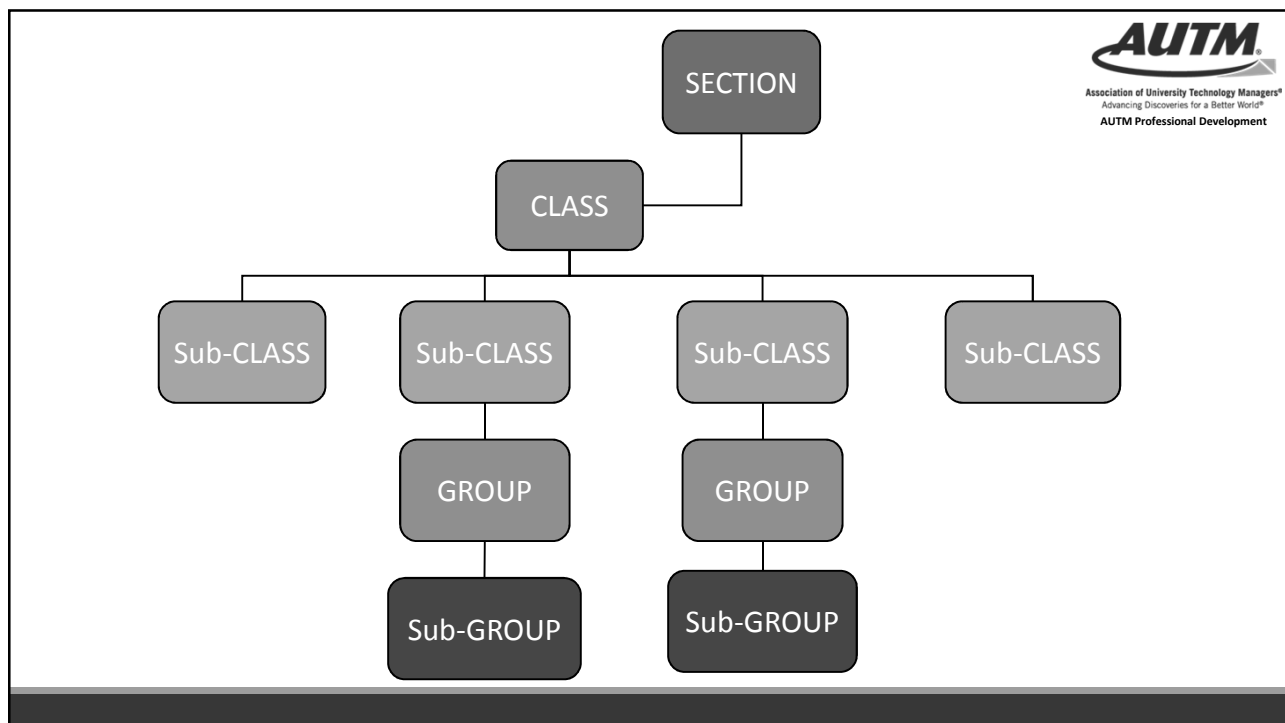 AUTM®
Association of University Technology Managers®
Advancing Discoveries for a Better World®
AUTM Professional Development
SECTION
CLASS
Sub-CLASS
Sub-CLASS
Sub-CLASS
Sub-CLASS
GROUP
GROUP
Sub-GROUP
Sub-GROUP